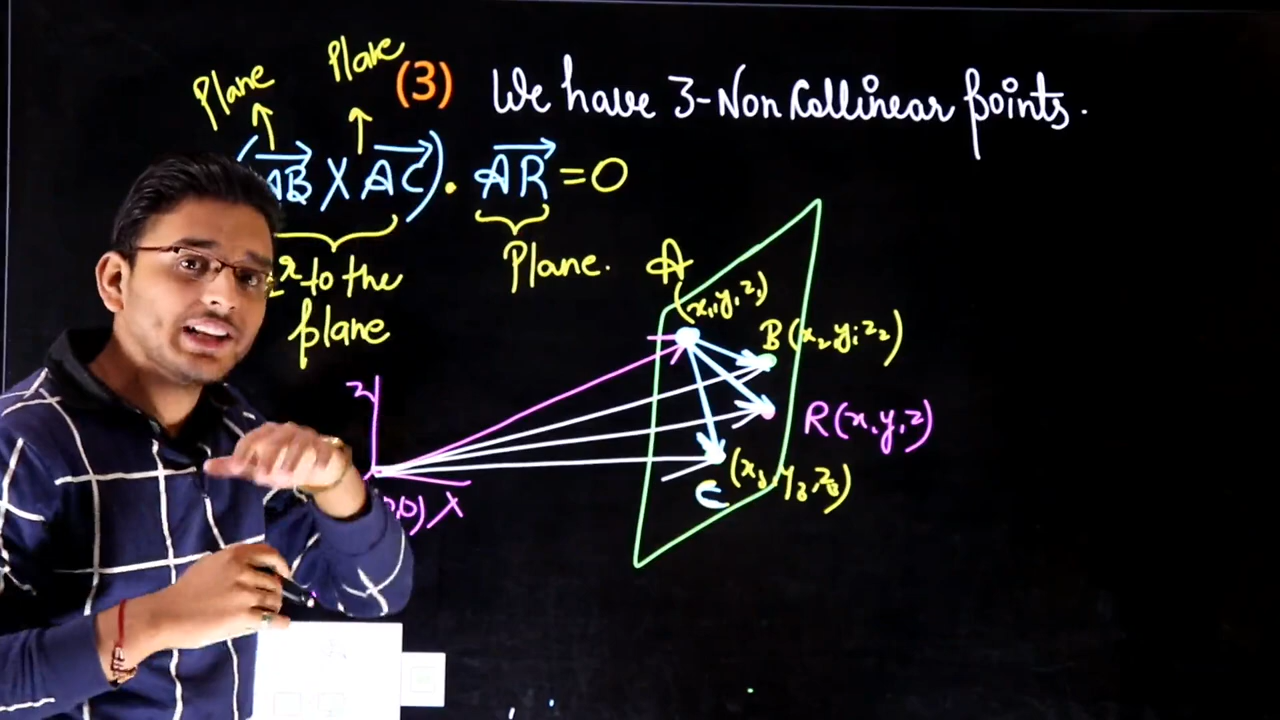 Plane
Plane
(3) We have 3-Non Collinear points.
(AB X AC) . AR = 0
to the
plane
Plane.
A
(x₁, y₁, z₁)
B (x₂, y₂, z₂)
Z
R (x, y, z)
C (x₃, y₃, z₃)
X